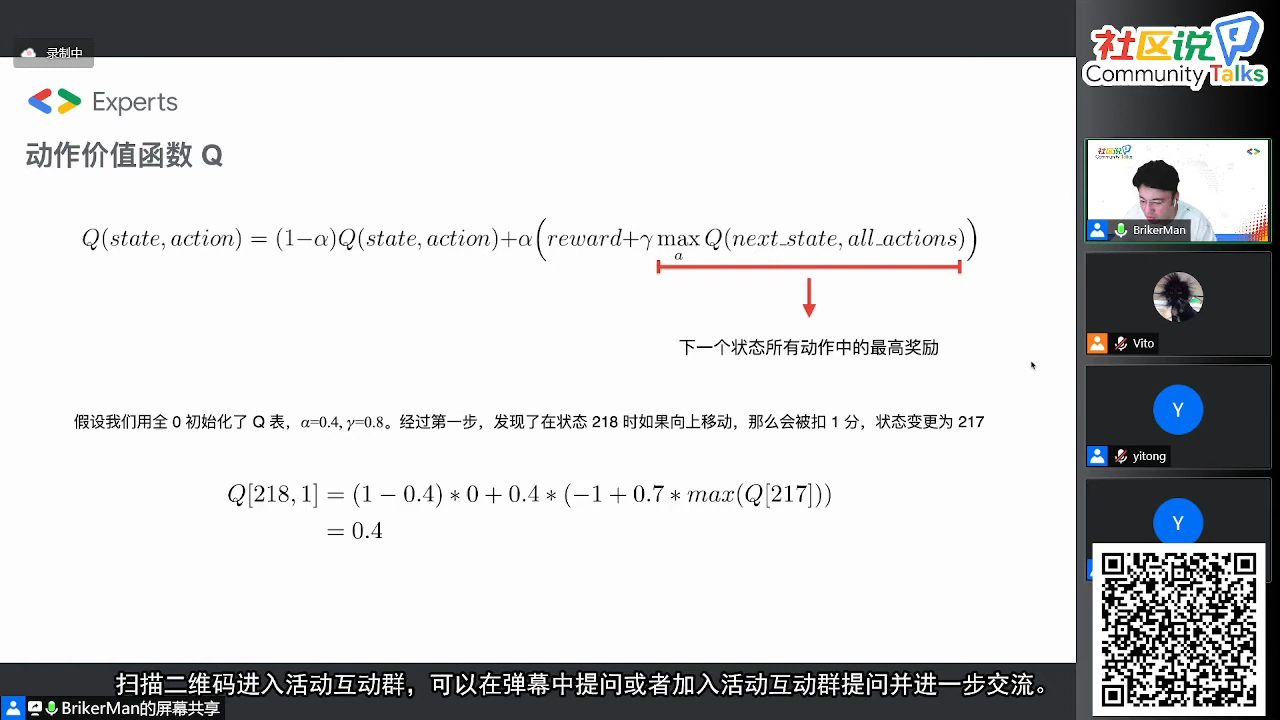 录制中
Experts
动作价值函数 Q
Q(state, action) = (1−α)Q(state, action)+α(reward+γ max Q(next_state, all_actions))
a
下一个状态所有动作中的最高奖励
假设我们用全 0 初始化了 Q 表，α=0.4, γ=0.8。经过第一步，发现了在状态 218 时如果向上移动，那么会被扣 1 分，状态变更为 217
Q[218, 1] = (1 − 0.4) ∗ 0 + 0.4 ∗ (−1 + 0.7 ∗ max(Q[217]))
= 0.4
扫描二维码进入活动互动群，可以在弹幕中提问或者加入活动互动群提问并进一步交流。
BrikerMan的屏幕共享
社区说
Community Talks
社区说
Community Talks
BrikerMan
Vito
Y
yitong
Y